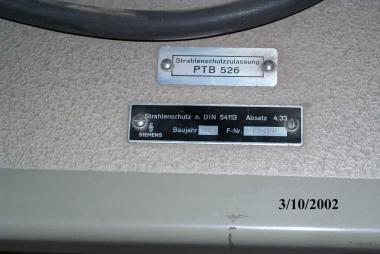 Strahlenschutzzulassung
PTB 526
Strahlenschutz n. DIN 54113 Absatz 4.33
SIEMENS Baujahr F-Nr.
3/10/2002